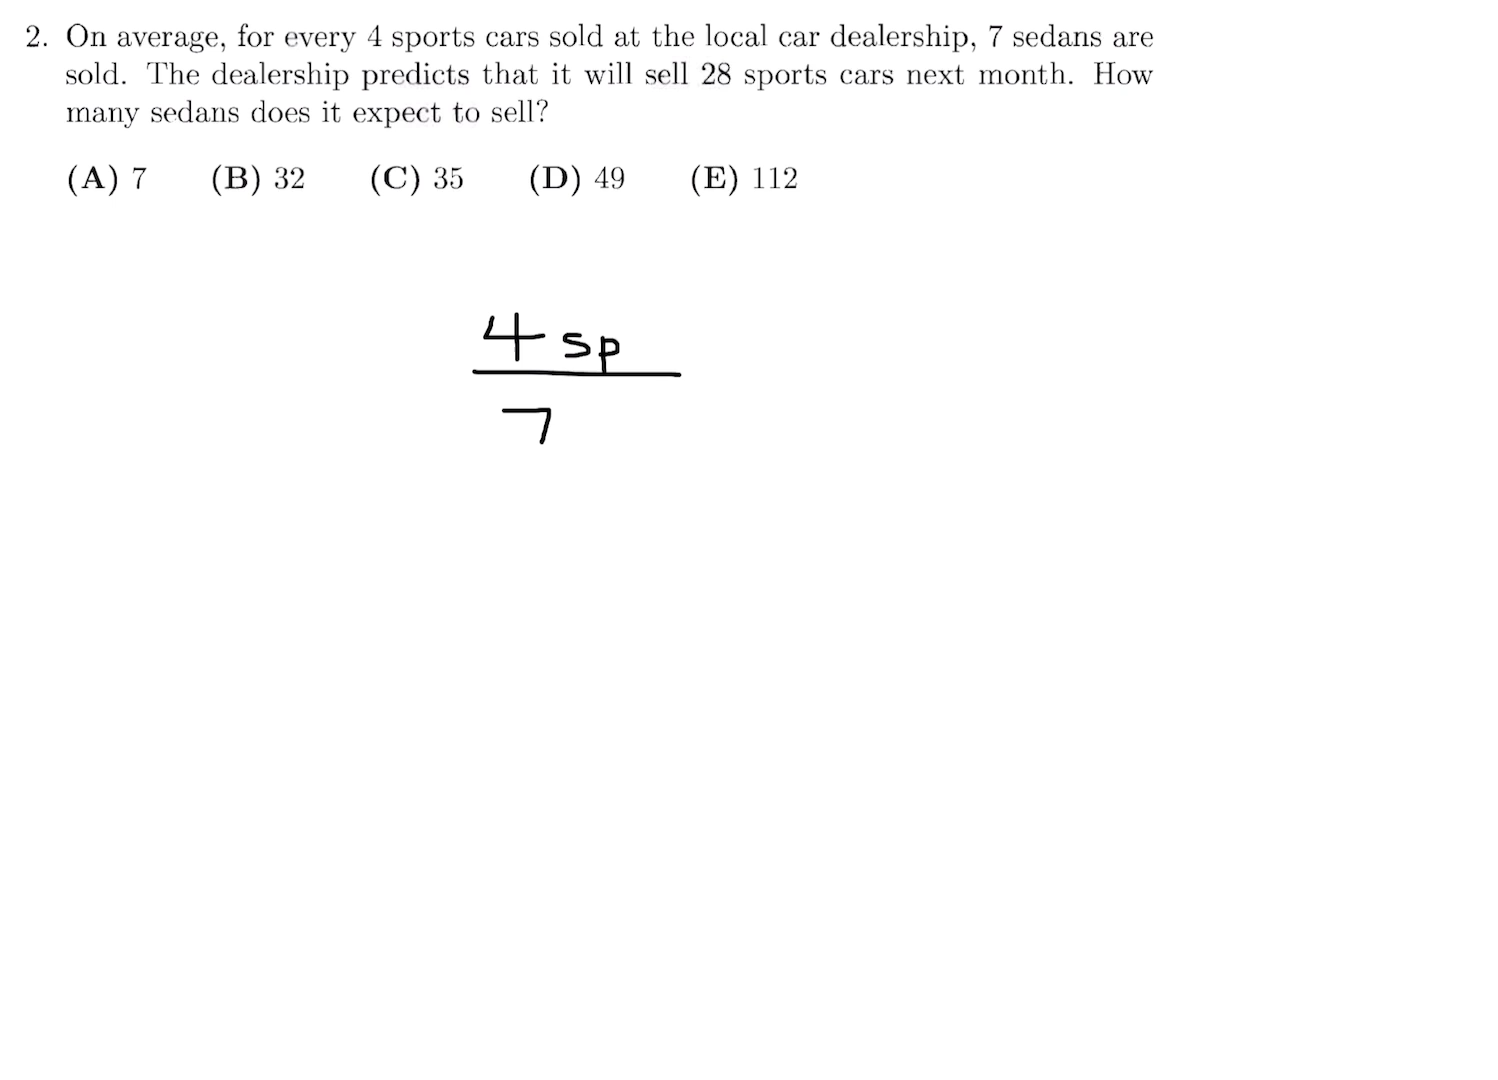 2. On average, for every 4 sports cars sold at the local car dealership, 7 sedans are
sold. The dealership predicts that it will sell 28 sports cars next month. How
many sedans does it expect to sell?
(A) 7 (B) 32 (C) 35 (D) 49 (E) 112
4 sp
7